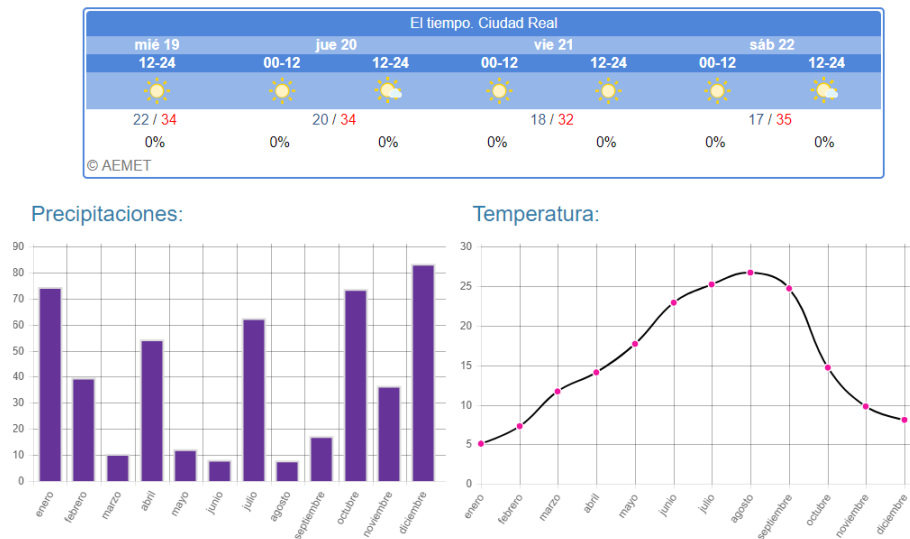 El tiempo. Ciudad Real
mié 19 jue 20 vie 21 sáb 22
12-24 00-12 12-24 00-12 12-24 00-12 12-24
22 / 34 20 / 34 18 / 32 17 / 35
0% 0% 0% 0% 0% 0% 0%
© AEMET
Precipitaciones:
90
80
70
60
50
40
30
20
10
0
enero febrero marzo abril mayo junio julio agosto septiembre octubre noviembre diciembre
Temperatura:
30
25
20
15
10
5
0
enero febrero marzo abril mayo junio julio agosto septiembre octubre noviembre diciembre